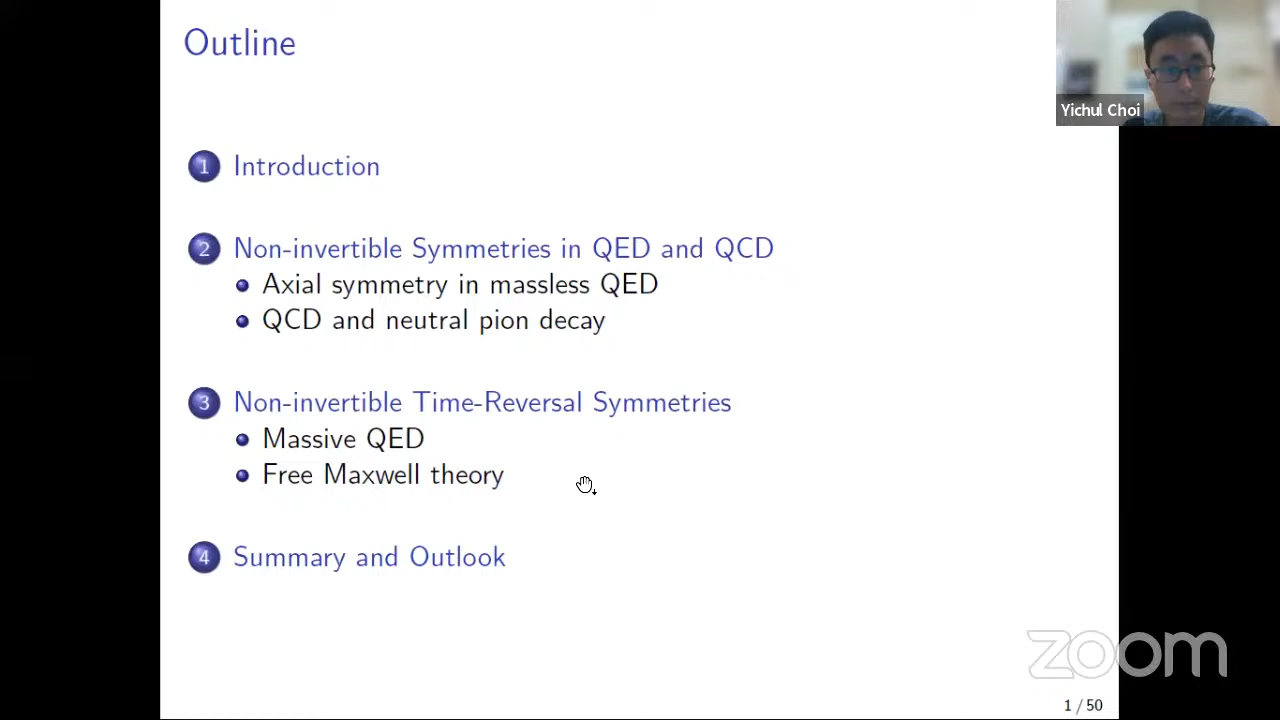 Outline
Yichul Choi
1 Introduction
2 Non-invertible Symmetries in QED and QCD
Axial symmetry in massless QED
QCD and neutral pion decay
3 Non-invertible Time-Reversal Symmetries
Massive QED
Free Maxwell theory
4 Summary and Outlook
zoom
1 / 50